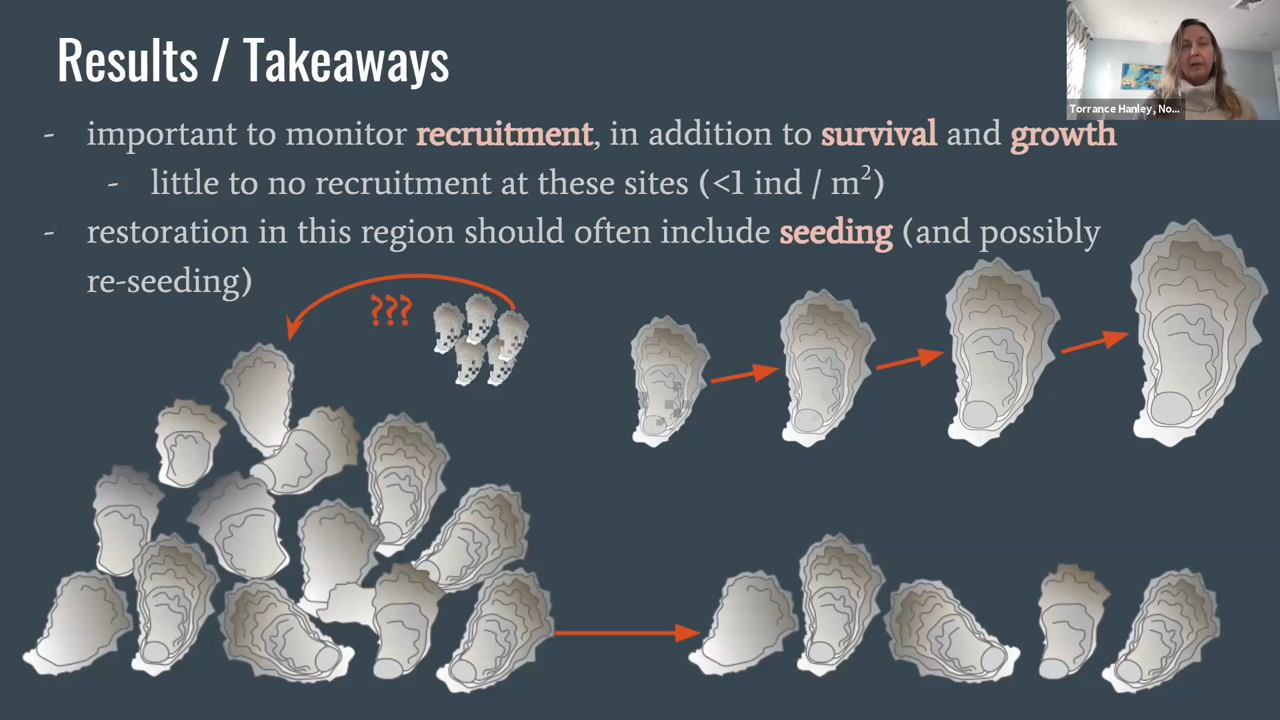 Results / Takeaways
Torrance Hanley, No...
- important to monitor recruitment, in addition to survival and growth
- little to no recruitment at these sites (<1 ind / m²)
- restoration in this region should often include seeding (and possibly
re-seeding)
???